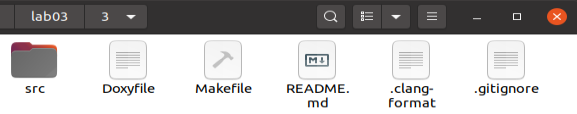 lab03 3
src Doxyfile Makefile README.
md .clang-
format .gitignore